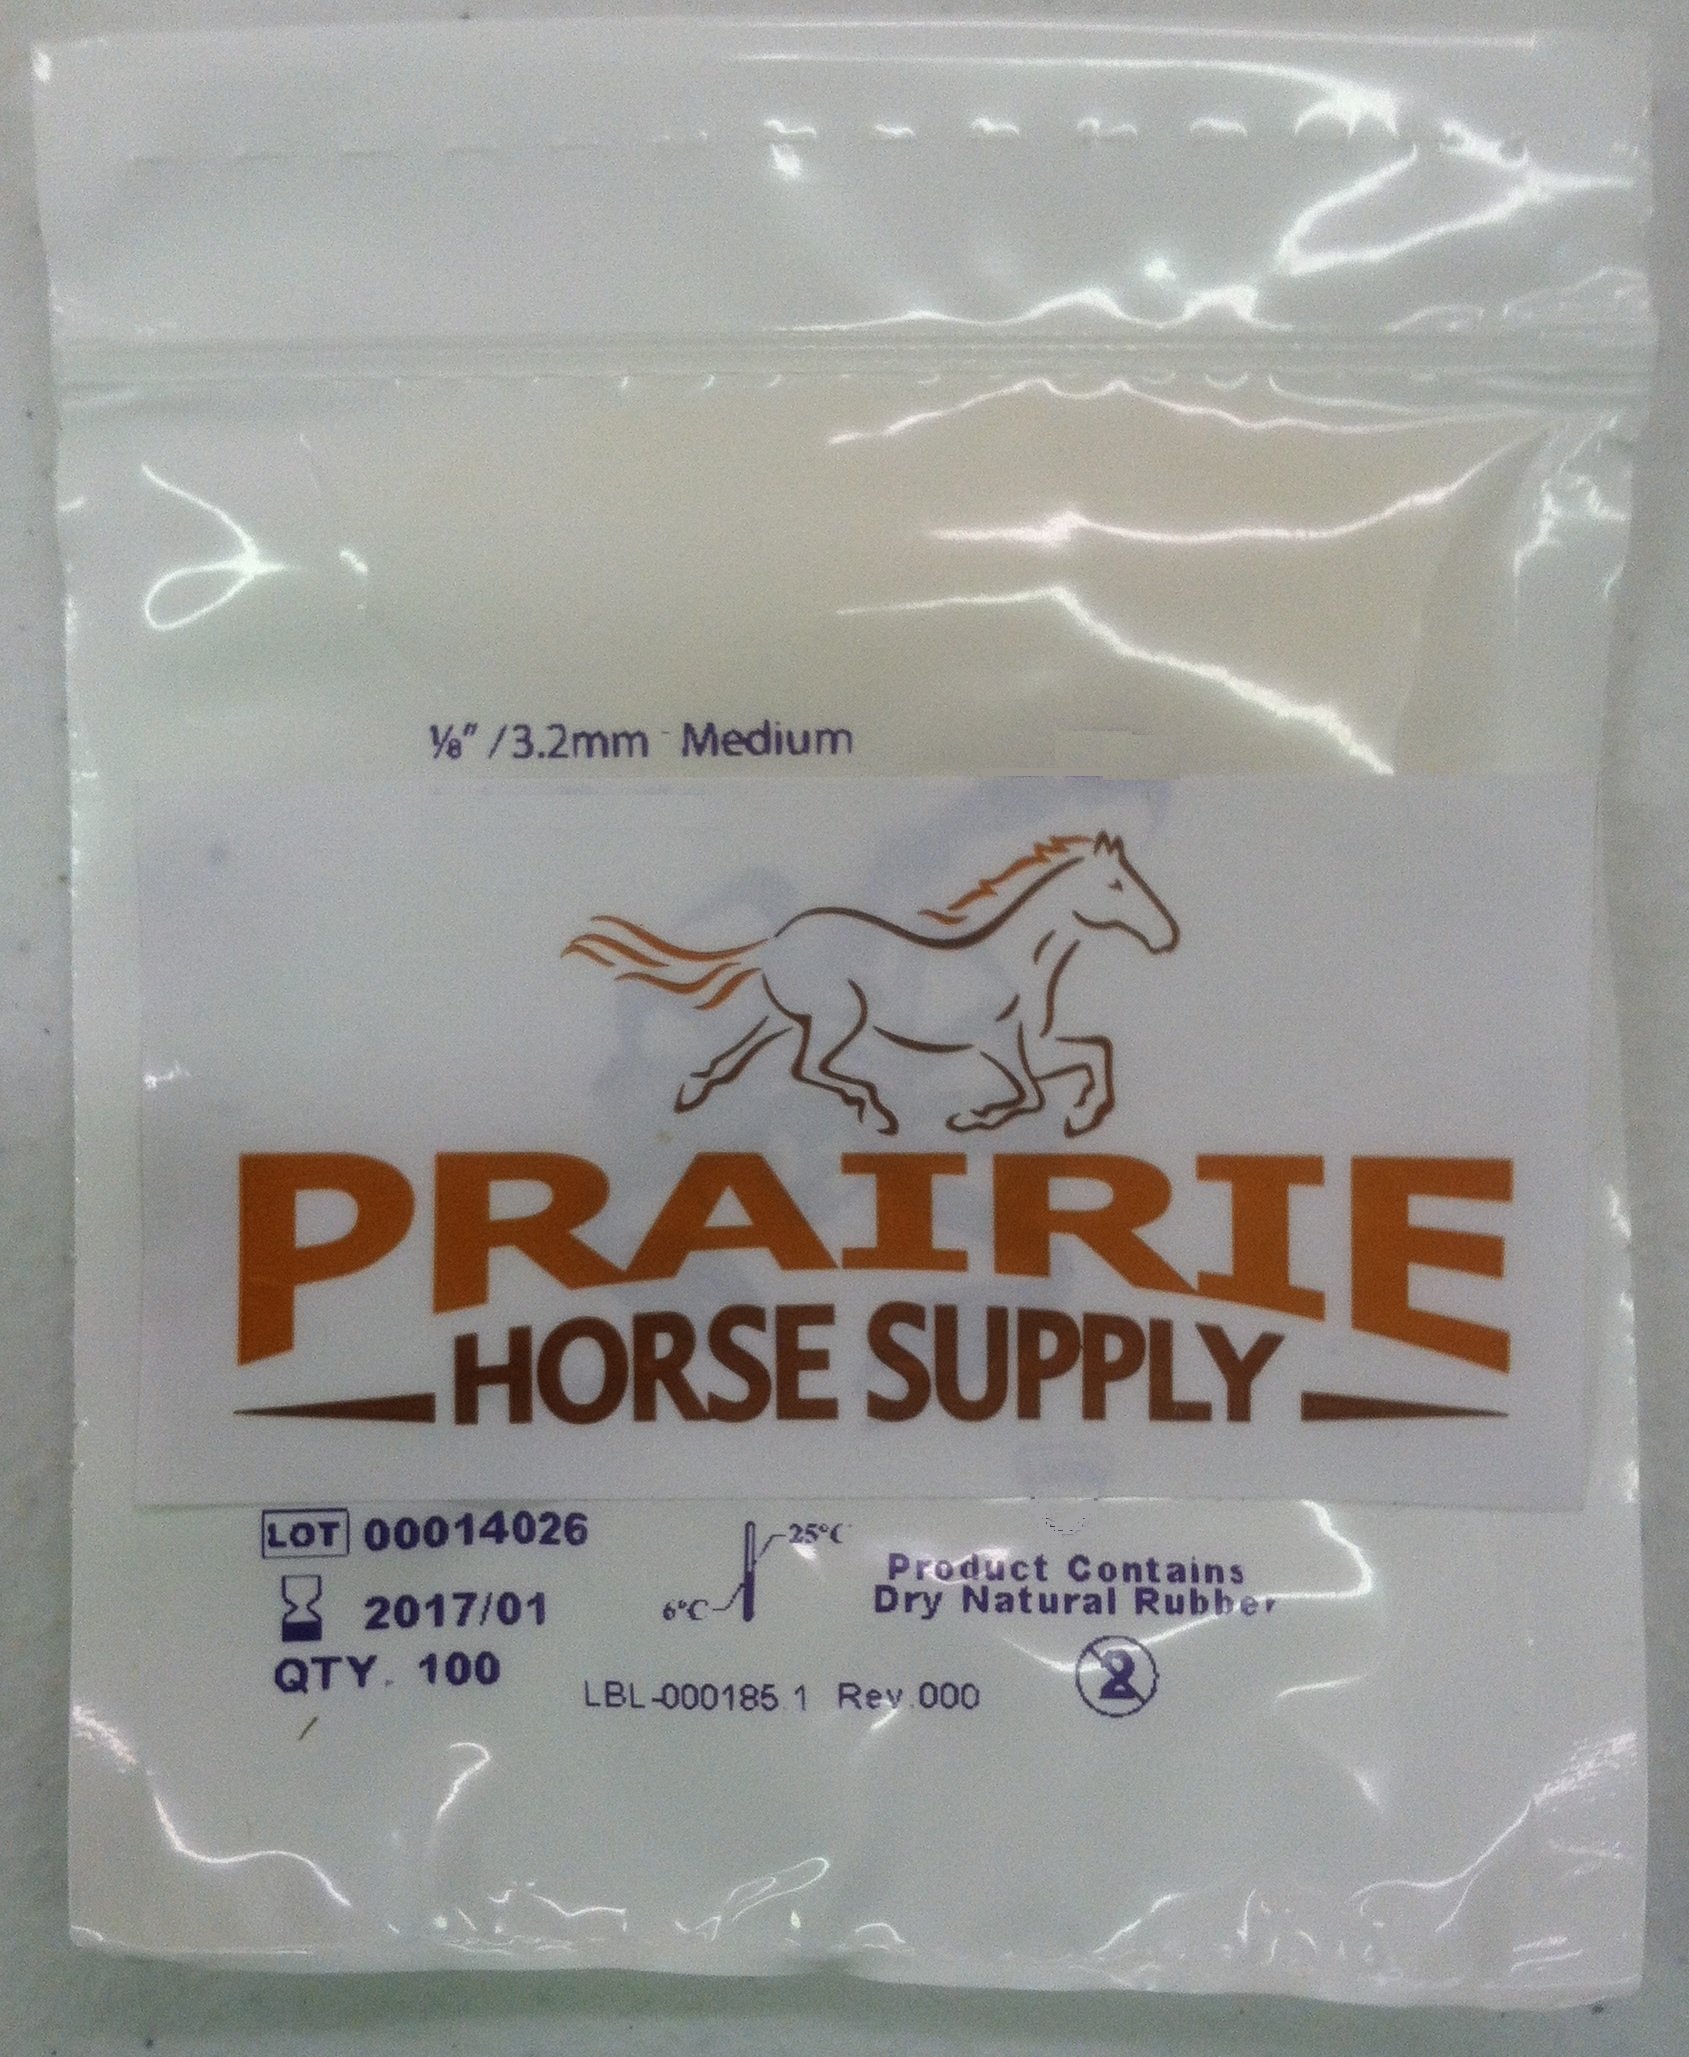 ⅛" /3.2mm Medium
PRAIRIE
HORSE SUPPLY
LOT 00014026
25°C
Product Contains
Dry Natural Rubber
2017/01
6°C
QTY. 100
2
LBL-000185.1 Rev.000